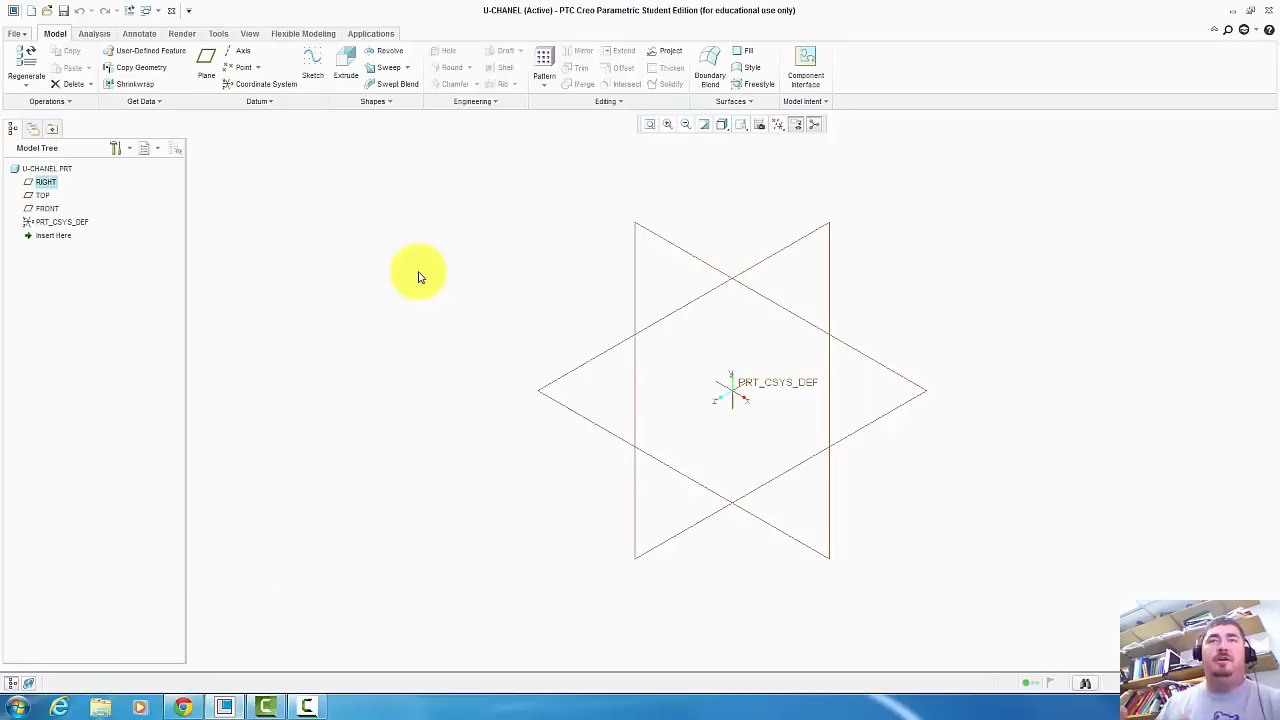 U-CHANEL (Active) - PTC Creo Parametric Student Edition (for educational use only)
File Model Analysis Annotate Render Tools View Flexible Modeling Applications
Regenerate
Copy
Paste
Delete
Operations
User-Defined Feature
Copy Geometry
Shrinkwrap
Get Data
Plane
Axis
Point
Coordinate System
Datum
Sketch
Extrude
Revolve
Sweep
Swept Blend
Shapes
Hole
Round
Chamfer
Draft
Shell
Rib
Engineering
Pattern
Mirror
Trim
Merge
Extend
Offset
Intersect
Project
Thicken
Solidify
Editing
Boundary
Blend
Fill
Style
Freestyle
Surfaces
Component
Interface
Model Intent
Model Tree
U-CHANEL.PRT
RIGHT
TOP
FRONT
PRT_CSYS_DEF
Insert Here
Y
PRT_CSYS_DEF
Z X